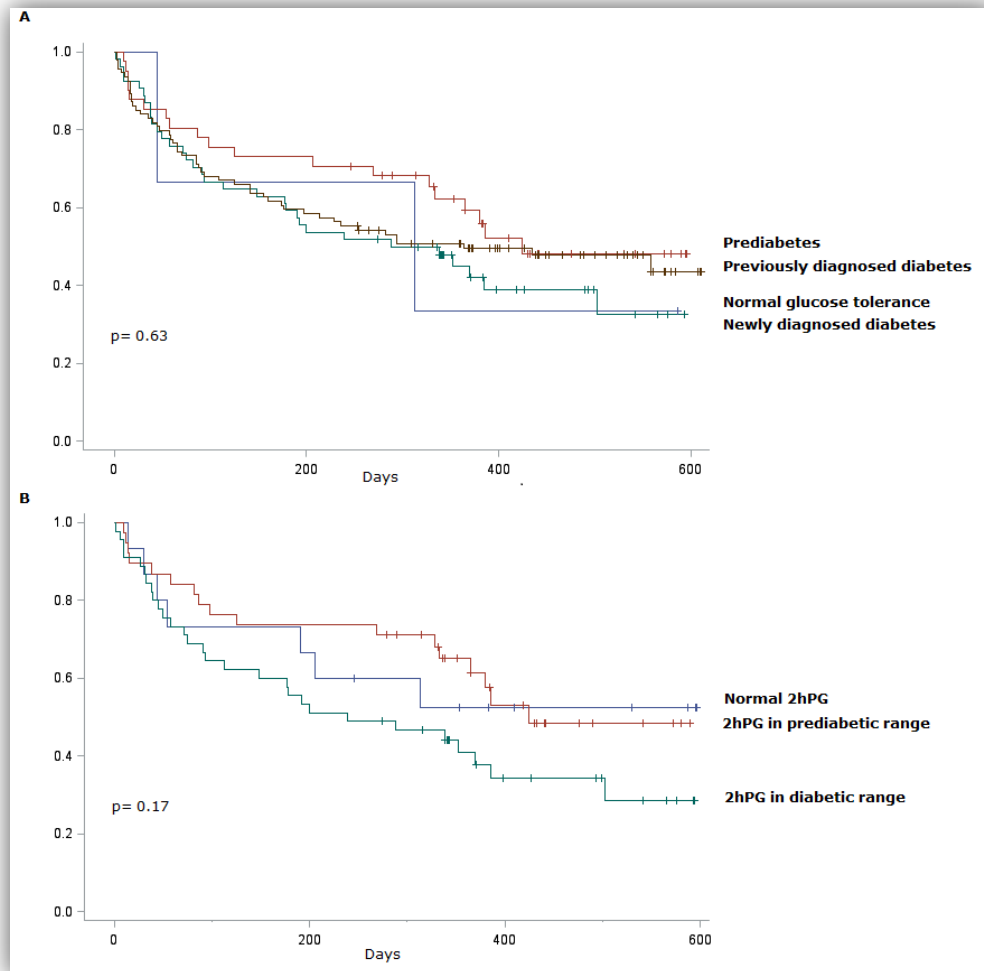 A
1.0
0.8
0.6
0.4
0.2
0.0
Prediabetes
Previously diagnosed diabetes
Normal glucose tolerance
Newly diagnosed diabetes
p= 0.63
0 200 400 600
Days
B
1.0
0.8
0.6
0.4
0.2
0.0
Normal 2hPG
2hPG in prediabetic range
2hPG in diabetic range
p= 0.17
0 200 400 600
Days